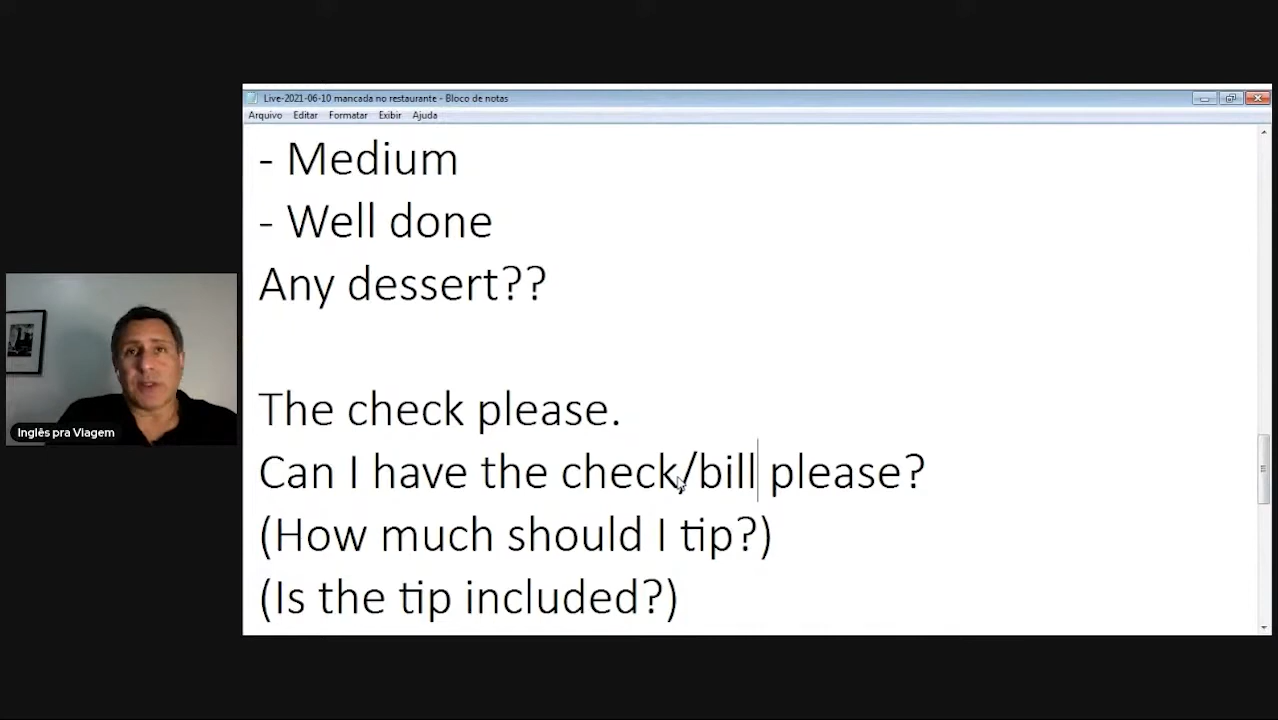 Live-2021-06-10 mancada no restaurante - Bloco de notas
Arquivo Editar Formatar Exibir Ajuda
- Medium
- Well done
Any dessert??
The check please.
Can I have the check/bill please?
(How much should I tip?)
(Is the tip included?)
Inglês pra Viagem